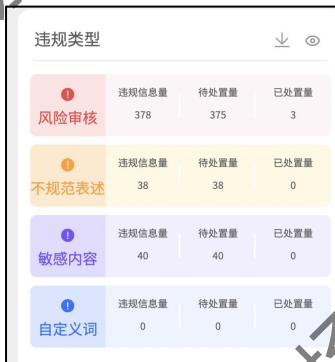 违规类型
违规信息量 待处置量 已处置量
风险审核 378 375 3
违规信息量 待处置量 已处置量
不规范表述 38 38 0
违规信息量 待处置量 已处置量
敏感内容 40 40 0
违规信息量 待处置量 已处置量
自定义词 0 0 0